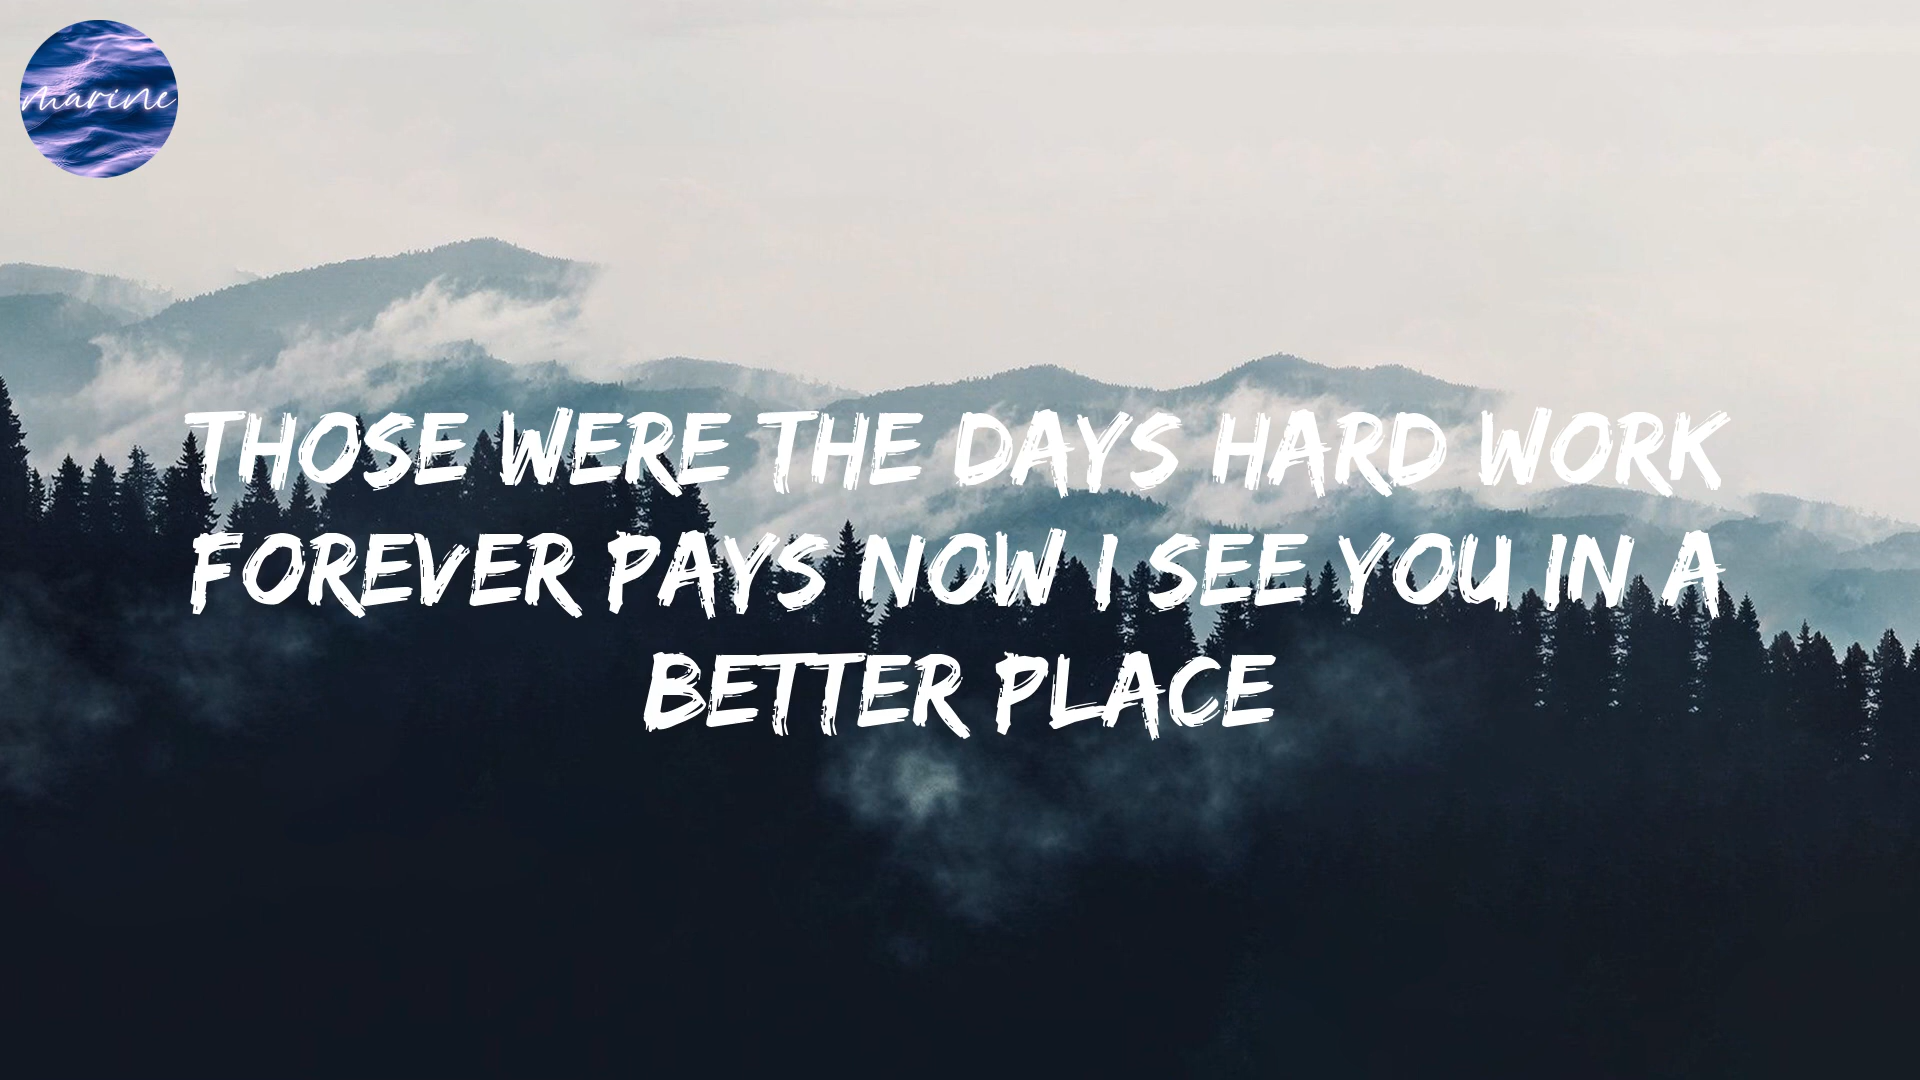 marine
THOSE WERE THE DAYS HARD WORK
FOREVER PAYS NOW I SEE YOU IN A
BETTER PLACE